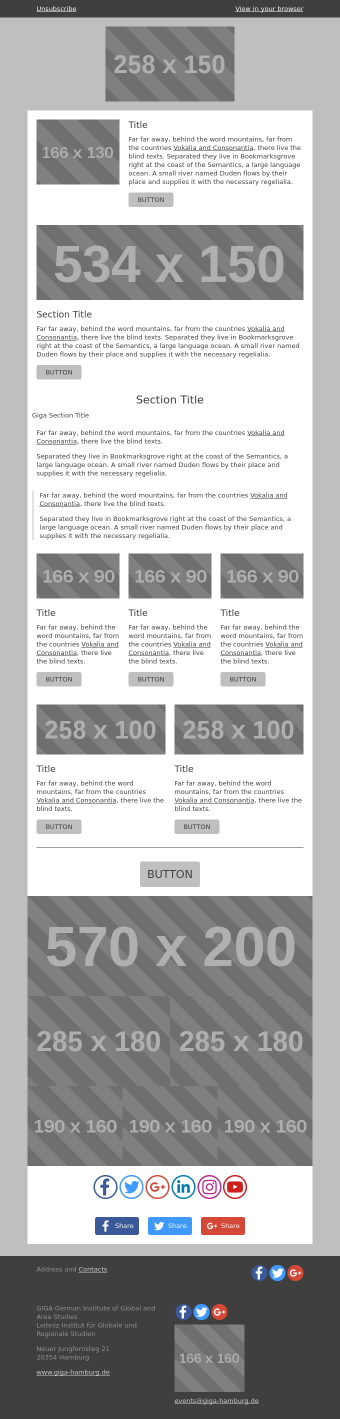 Unsubscribe
View in your browser
258 x 150
166 x 130
Title
Far far away, behind the word mountains, far from
the countries Vokalia and Consonantia, there live the
blind texts. Separated they live in Bookmarksgrove
right at the coast of the Semantics, a large language
ocean. A small river named Duden flows by their
place and supplies it with the necessary regelialia.
BUTTON
534 x 150
Section Title
Far far away, behind the word mountains, far from the countries Vokalia and
Consonantia, there live the blind texts. Separated they live in Bookmarksgrove
right at the coast of the Semantics, a large language ocean. A small river named
Duden flows by their place and supplies it with the necessary regelialia.
BUTTON
Section Title
Giga Section Title
Far far away, behind the word mountains, far from the countries Vokalia and
Consonantia, there live the blind texts.
Separated they live in Bookmarksgrove right at the coast of the Semantics, a
large language ocean. A small river named Duden flows by their place and
supplies it with the necessary regelialia.
Far far away, behind the word mountains, far from the countries Vokalia and
Consonantia, there live the blind texts.
Separated they live in Bookmarksgrove right at the coast of the Semantics, a
large language ocean. A small river named Duden flows by their place and
supplies it with the necessary regelialia.
166 x 90
166 x 90
166 x 90
Title
Far far away, behind the
word mountains, far from
the countries Vokalia and
Consonantia, there live
the blind texts.
BUTTON
Title
Far far away, behind the
word mountains, far from
the countries Vokalia and
Consonantia, there live
the blind texts.
BUTTON
Title
Far far away, behind the
word mountains, far from
the countries Vokalia and
Consonantia, there live
the blind texts.
BUTTON
258 x 100
258 x 100
Title
Far far away, behind the word
mountains, far from the countries
Vokalia and Consonantia, there live the
blind texts.
BUTTON
Title
Far far away, behind the word
mountains, far from the countries
Vokalia and Consonantia, there live the
blind texts.
BUTTON
BUTTON
570 x 200
285 x 180
285 x 180
190 x 160
190 x 160
190 x 160
Share
Share
Share
Address and Contacts
GIGA German Institute of Global and
Area Studies
Leibniz-Institut für Globale und
Regionale Studien
Neuer Jungfernsteg 21
20354 Hamburg
www.giga-hamburg.de
166 x 160
events@giga-hamburg.de